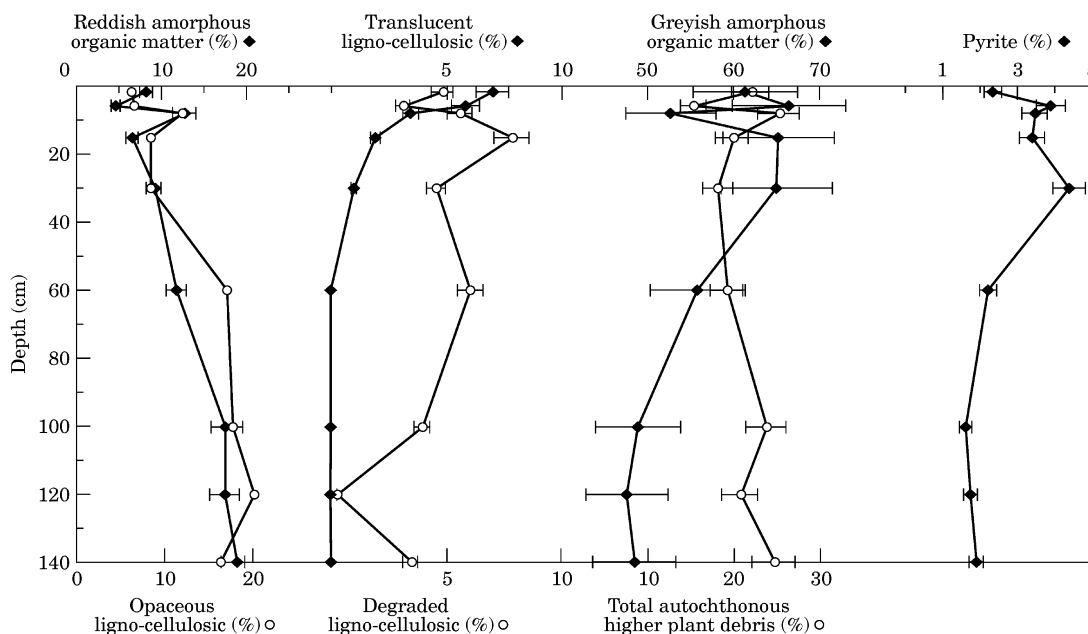 Reddish amorphous
organic matter (%)
Translucent
ligno-cellulosic (%)
Greyish amorphous
organic matter (%)
Pyrite (%)
0 10 20 5 10 50 60 70 1 3
Depth (cm)
20
40
60
80
100
120
140
0 10 20 5 10 10 20 30
Opaceous
ligno-cellulosic (%)
Degraded
ligno-cellulosic (%)
Total autochthonous
higher plant debris (%)